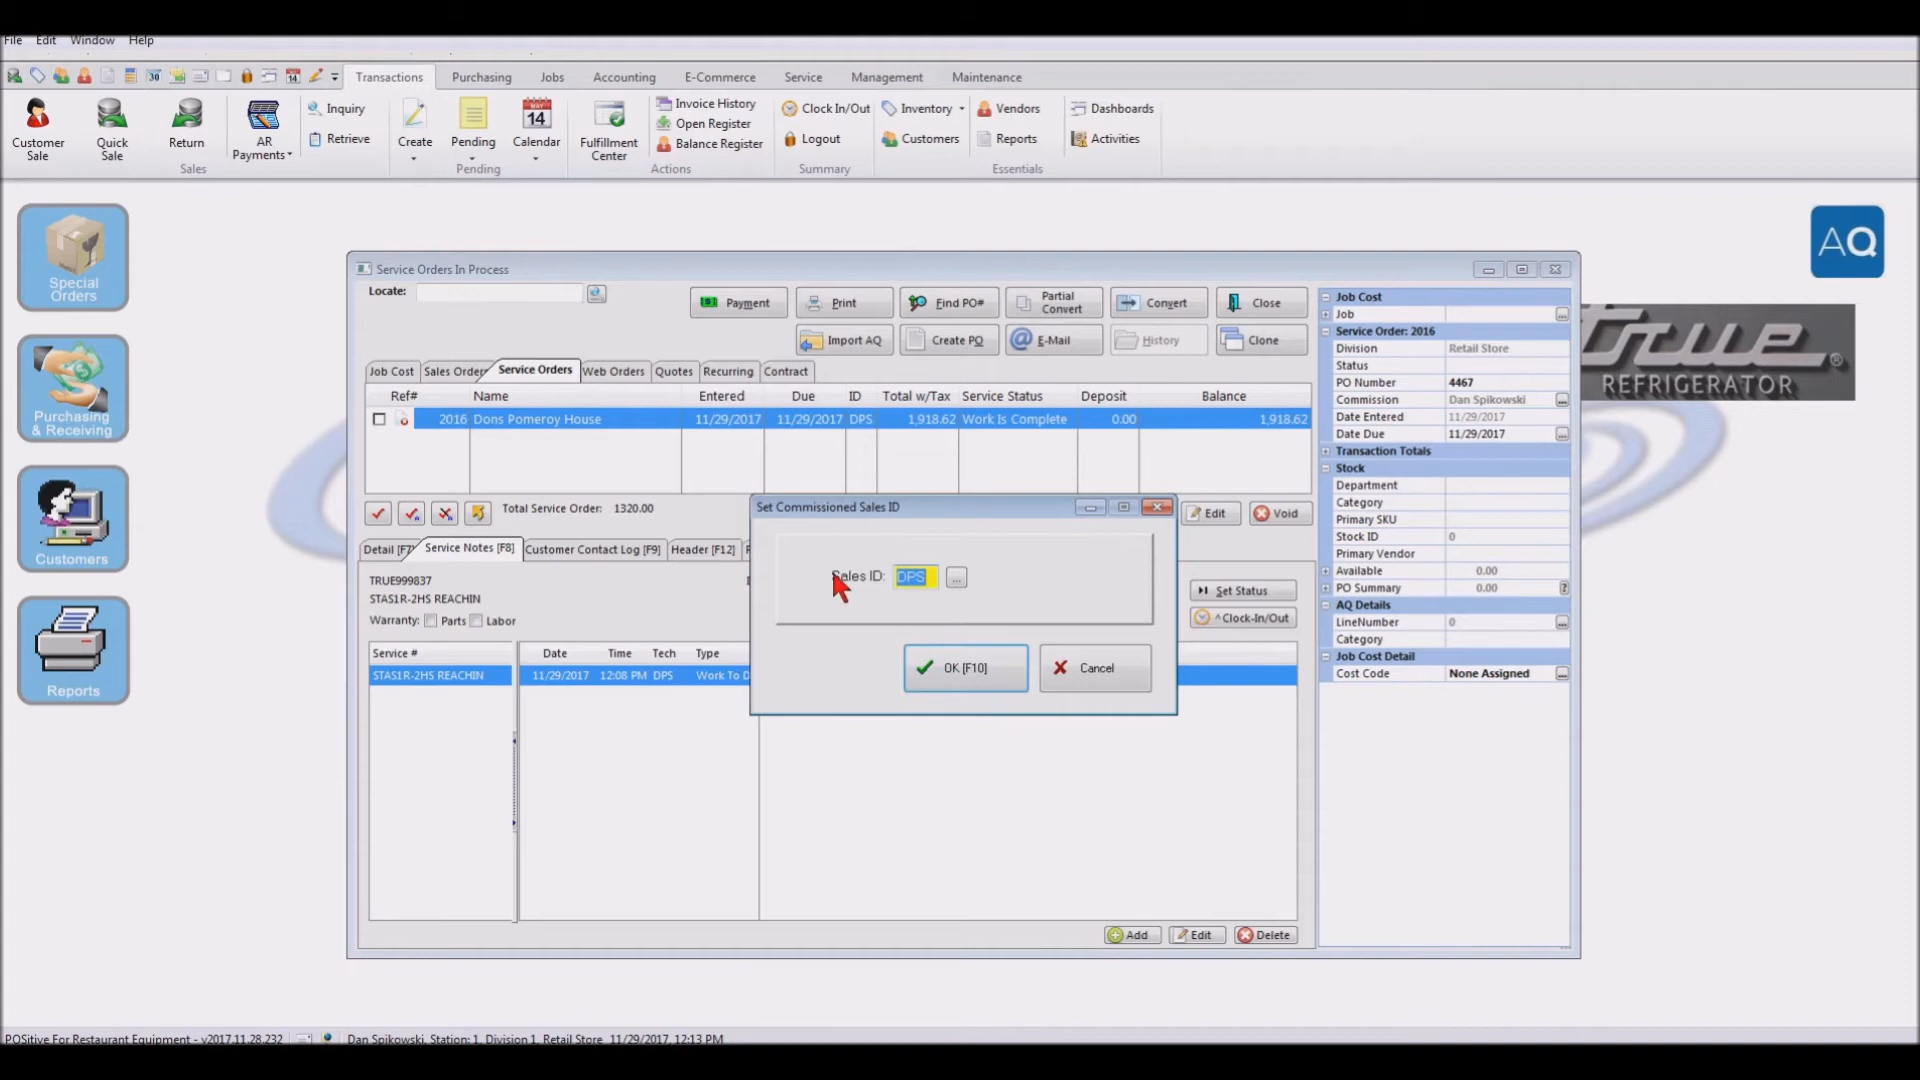 File Edit Window Help
30 14 Transactions Purchasing Jobs Accounting E-Commerce Service Management Maintenance
Customer Sale
Quick Sale
Return
AR Payments
Inquiry
Retrieve
Create
Pending
MAY 14
Calendar
Fulfillment Center
Invoice History
Open Register
Balance Register
Clock In/Out
Logout
Inventory
Customers
Vendors
Reports
Dashboards
Activities
Sales Pending Actions Summary Essentials
Special Orders
Purchasing & Receiving
Customers
Reports
AQ
True ®
REFRIGERATOR
Service Orders In Process
Locate:
Payment Print Find PO# Partial Convert Convert Close
Import AQ Create PO E-Mail History Clone
Job Cost Sales Orders Service Orders Web Orders Quotes Recurring Contract
Ref# Name Entered Due ID Total w/Tax Service Status Deposit Balance
2016 Dons Pomeroy House 11/29/2017 11/29/2017 DPS 1,918.62 Work Is Complete 0.00 1,918.62
Total Service Order: 1320.00
Edit Void
Detail [F7] Service Notes [F8] Customer Contact Log [F9] Header [F12]
TRUE999837
STAS1R-2HS REACHIN
Warranty: Parts Labor
Set Status
^Clock-In/Out
Service # Date Time Tech Type
STAS1R-2HS REACHIN 11/29/2017 12:08 PM DPS Work To D
Add Edit Delete
Set Commissioned Sales ID
Sales ID: DPS ...
OK [F10] Cancel
Job Cost
Job ...
Service Order: 2016
Division Retail Store
Status
PO Number 4467
Commission Dan Spikowski ...
Date Entered 11/29/2017
Date Due 11/29/2017 ...
Transaction Totals
Stock
Department
Category
Primary SKU
Stock ID 0
Primary Vendor
Available 0.00
PO Summary 0.00 ?
AQ Details
LineNumber 0 ...
Category
Job Cost Detail
Cost Code None Assigned ...
POSitive For Restaurant Equipment - v2017.11.28.232 Dan Spikowski, Station: 1, Division 1, Retail Store 11/29/2017, 12:13 PM